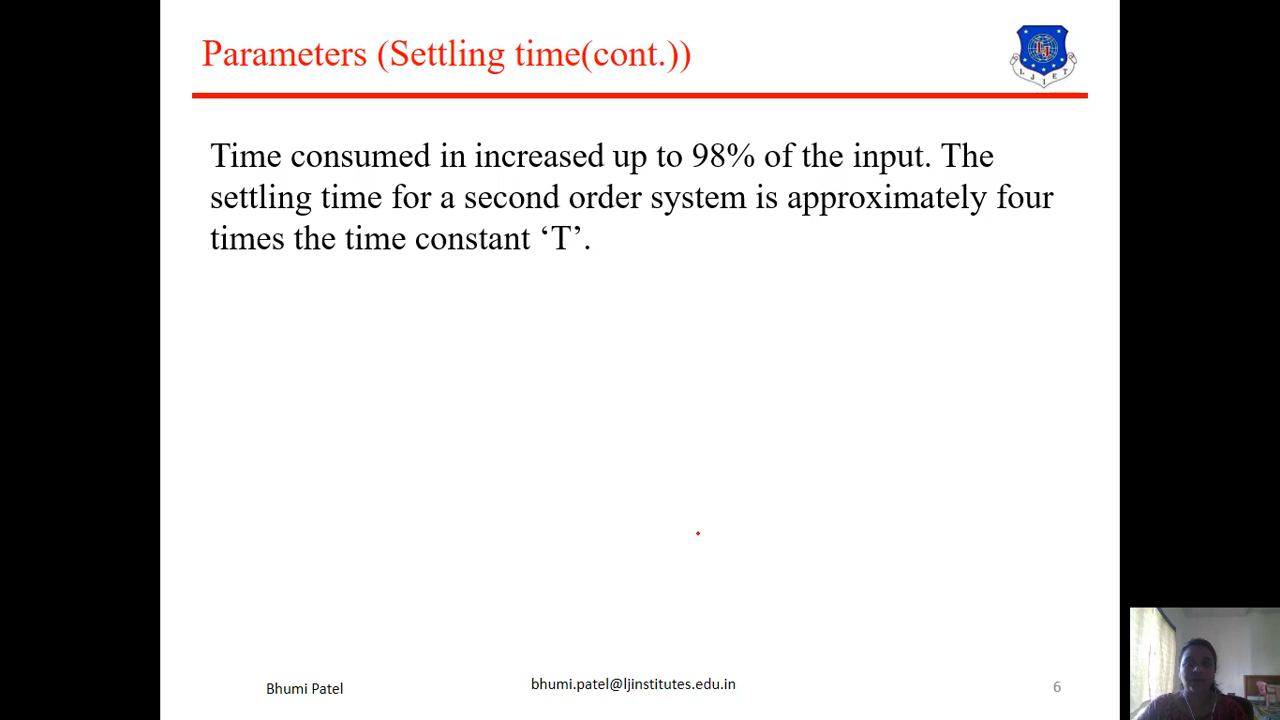 Parameters (Settling time(cont.))
LJIET
Time consumed in increased up to 98% of the input. The
settling time for a second order system is approximately four
times the time constant ‘T’.
Bhumi Patel
bhumi.patel@ljinstitutes.edu.in
6